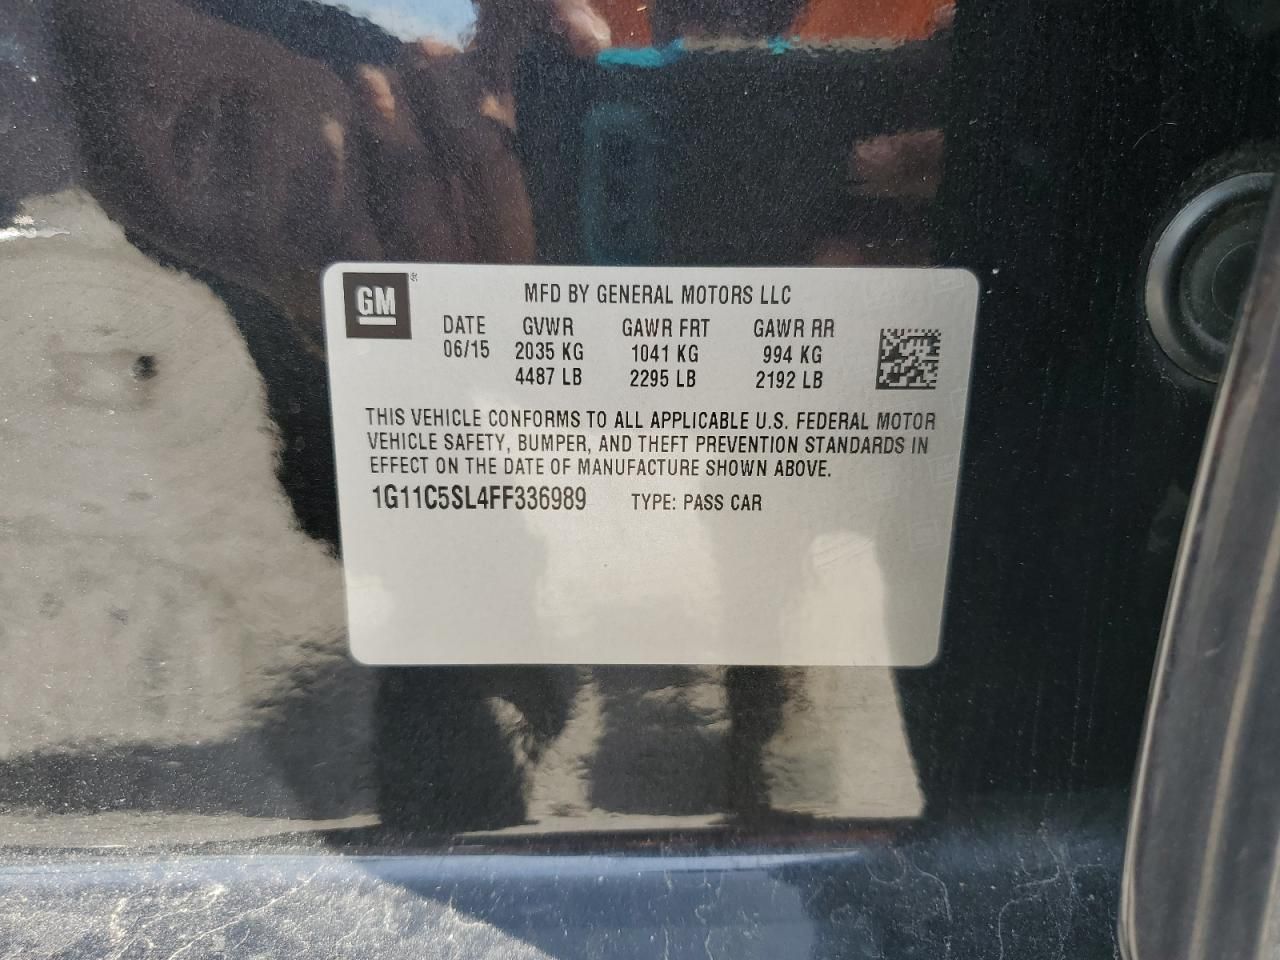 GM
MFD BY GENERAL MOTORS LLC
DATE GVWR GAWR FRT GAWR RR
06/15 2035 KG 1041 KG 994 KG
4487 LB 2295 LB 2192 LB
THIS VEHICLE CONFORMS TO ALL APPLICABLE U.S. FEDERAL MOTOR
VEHICLE SAFETY, BUMPER, AND THEFT PREVENTION STANDARDS IN
EFFECT ON THE DATE OF MANUFACTURE SHOWN ABOVE.
1G11C5SL4FF336989 TYPE: PASS CAR